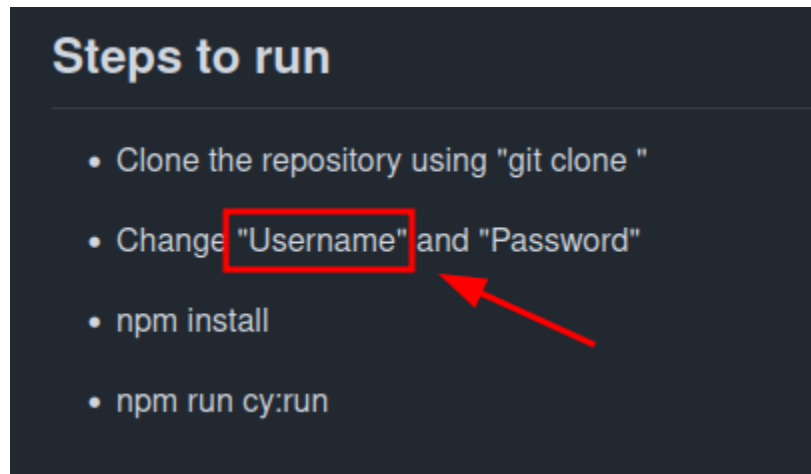 Steps to run
• Clone the repository using "git clone "
• Change "Username" and "Password"
• npm install
• npm run cy:run